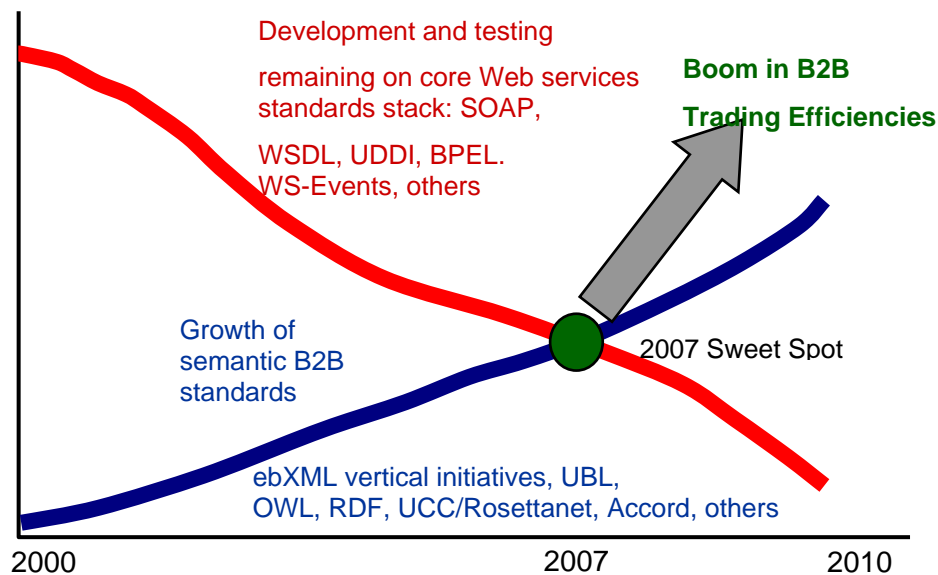 Development and testing
remaining on core Web services
standards stack: SOAP,
WSDL, UDDI, BPEL.
WS-Events, others
Boom in B2B
Trading Efficiencies
Growth of
semantic B2B
standards
2007 Sweet Spot
ebXML vertical initiatives, UBL,
OWL, RDF, UCC/Rosettanet, Accord, others
2000
2007
2010